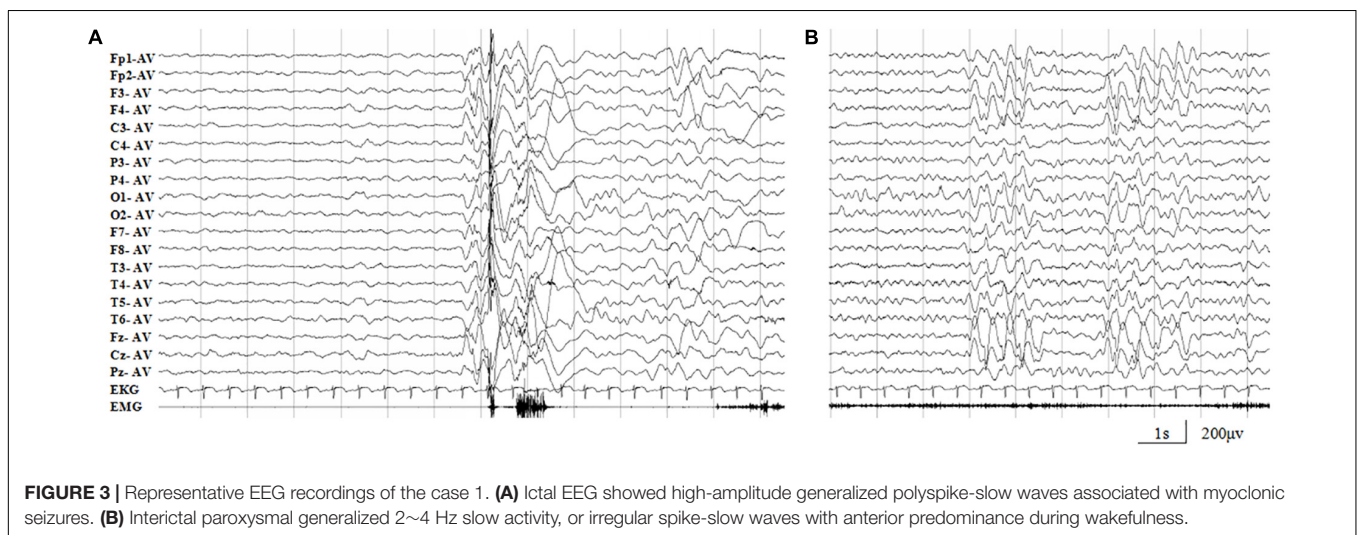 A
B
Fp1-AV
Fp2-AV
F3- AV
F4- AV
C3- AV
C4- AV
P3- AV
P4- AV
O1- AV
O2- AV
F7- AV
F8- AV
T3- AV
T4- AV
T5- AV
T6- AV
Fz- AV
Cz- AV
Pz- AV
EKG
EMG
1s 200μv
FIGURE 3 | Representative EEG recordings of the case 1. (A) Ictal EEG showed high-amplitude generalized polyspike-slow waves associated with myoclonic
seizures. (B) Interictal paroxysmal generalized 2~4 Hz slow activity, or irregular spike-slow waves with anterior predominance during wakefulness.